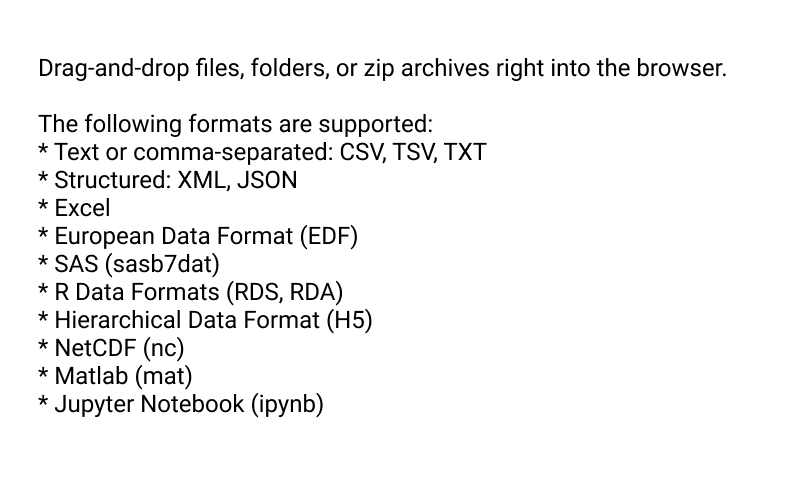 Drag-and-drop files, folders, or zip archives right into the browser.
The following formats are supported:
* Text or comma-separated: CSV, TSV, TXT
* Structured: XML, JSON
* Excel
* European Data Format (EDF)
* SAS (sasb7dat)
* R Data Formats (RDS, RDA)
* Hierarchical Data Format (H5)
* NetCDF (nc)
* Matlab (mat)
* Jupyter Notebook (ipynb)